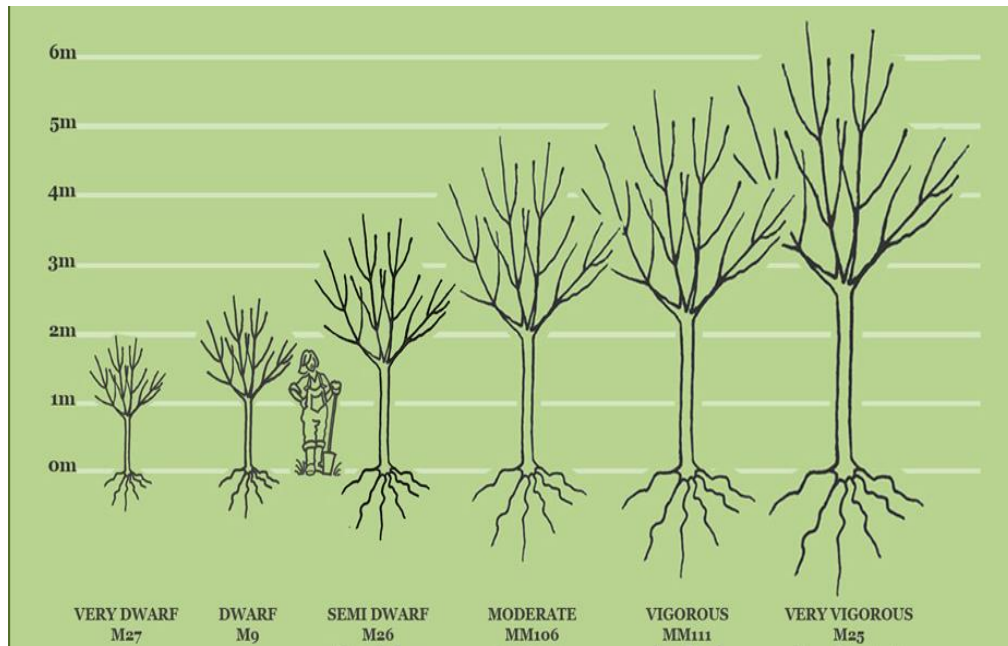 6m
5m
4m
3m
2m
1m
0m
VERY DWARF
M27
DWARF
M9
SEMI DWARF
M26
MODERATE
MM106
VIGOROUS
MM111
VERY VIGOROUS
M25